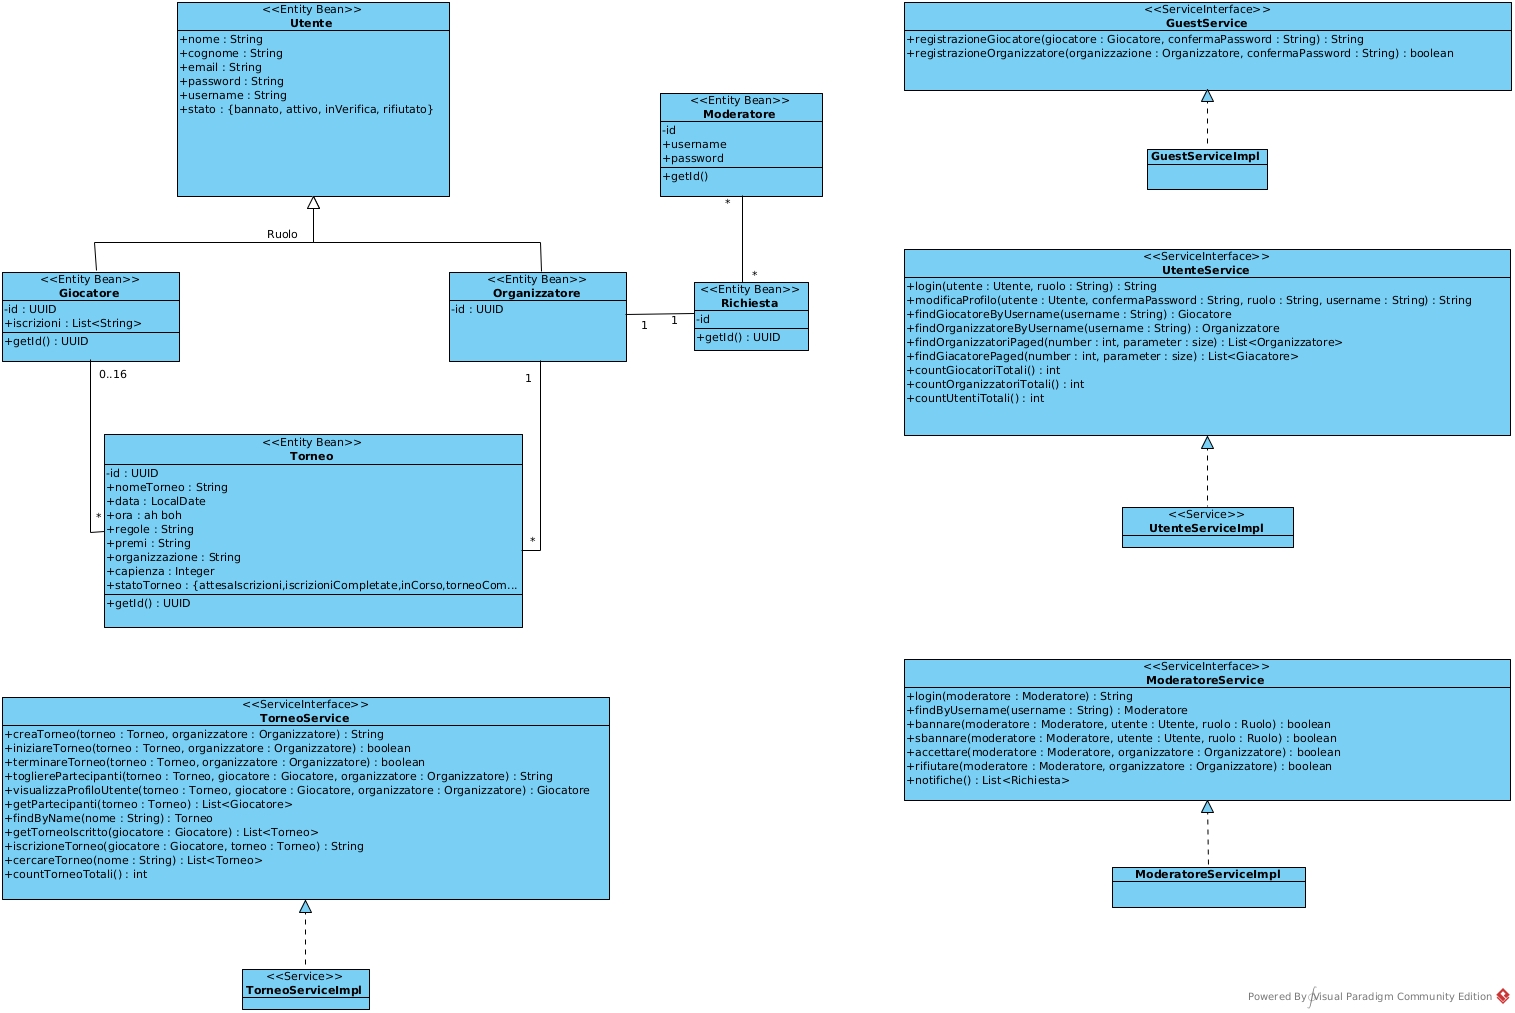 <<Entity Bean>>
Utente
+nome : String
+cognome : String
+email : String
+password : String
+username : String
+stato : {bannato, attivo, inVerifica, rifiutato}
Ruolo
<<Entity Bean>>
Moderatore
-id
+username
+password
+getId()
*
*
<<Entity Bean>>
Giocatore
-id : UUID
+iscrizioni : List<String>
+getId() : UUID
0..16
*
<<Entity Bean>>
Organizzatore
-id : UUID
1
1
1
*
<<Entity Bean>>
Richiesta
-id
+getId() : UUID
<<Entity Bean>>
Torneo
-id : UUID
+nomeTorneo : String
+data : LocalDate
+ora : ah boh
+regole : String
+premi : String
+organizzazione : String
+capienza : Integer
+statoTorneo : {attesaIscrizioni,iscrizioniCompletate,inCorso,torneoCom...
+getId() : UUID
<<ServiceInterface>>
TorneoService
+creaTorneo(torneo : Torneo, organizzatore : Organizzatore) : String
+iniziareTorneo(torneo : Torneo, organizzatore : Organizzatore) : boolean
+terminareTorneo(torneo : Torneo, organizzatore : Organizzatore) : boolean
+toglierePartecipanti(torneo : Torneo, giocatore : Giocatore, organizzatore : Organizzatore) : String
+visualizzaProfiloUtente(torneo : Torneo, giocatore : Giocatore, organizzatore : Organizzatore) : Giocatore
+getPartecipanti(torneo : Torneo) : List<Giocatore>
+findByName(nome : String) : Torneo
+getTorneoIscritto(giocatore : Giocatore) : List<Torneo>
+iscrizioneTorneo(giocatore : Giocatore, torneo : Torneo) : String
+cercareTorneo(nome : String) : List<Torneo>
+countTorneoTotali() : int
<<Service>>
TorneoServiceImpl
<<ServiceInterface>>
GuestService
+registrazioneGiocatore(giocatore : Giocatore, confermaPassword : String) : String
+registrazioneOrganizzatore(organizzazione : Organizzatore, confermaPassword : String) : boolean
GuestServiceImpl
<<ServiceInterface>>
UtenteService
+login(utente : Utente, ruolo : String) : String
+modificaProfilo(utente : Utente, confermaPassword : String, ruolo : String, username : String) : String
+findGiocatoreByUsername(username : String) : Giocatore
+findOrganizzatoreByUsername(username : String) : Organizzatore
+findOrganizzatoriPaged(number : int, parameter : size) : List<Organizzatore>
+findGiacatorePaged(number : int, parameter : size) : List<Giacatore>
+countGiocatoriTotali() : int
+countOrganizzatoriTotali() : int
+countUtentiTotali() : int
<<Service>>
UtenteServiceImpl
<<ServiceInterface>>
ModeratoreService
+login(moderatore : Moderatore) : String
+findByUsername(username : String) : Moderatore
+bannare(moderatore : Moderatore, utente : Utente, ruolo : Ruolo) : boolean
+sbannare(moderatore : Moderatore, utente : Utente, ruolo : Ruolo) : boolean
+accettare(moderatore : Moderatore, organizzatore : Organizzatore) : boolean
+rifiutare(moderatore : Moderatore, organizzatore : Organizzatore) : boolean
+notifiche() : List<Richiesta>
ModeratoreServiceImpl
Powered By Visual Paradigm Community Edition